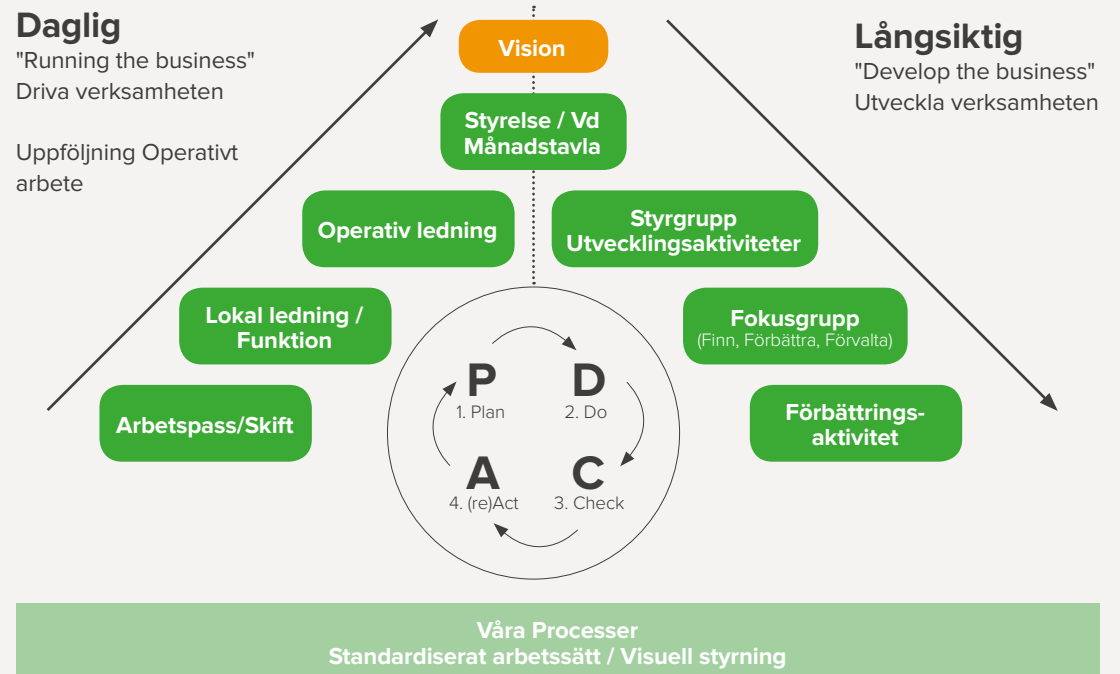 Daglig
"Running the business"
Driva verksamheten
Uppföljning Operativt
arbete
Vision
Långsiktig
"Develop the business"
Utveckla verksamheten
Styrelse / Vd
Månadstavla
Operativ ledning
Styrgrupp
Utvecklingsaktiviteter
Lokal ledning /
Funktion
Fokusgrupp
(Finn, Förbättra, Förvalta)
Arbetspass/Skift
Förbättrings-
aktivitet
P
1. Plan
D
2. Do
A
4. (re)Act
C
3. Check
Våra Processer
Standardiserat arbetssätt / Visuell styrning